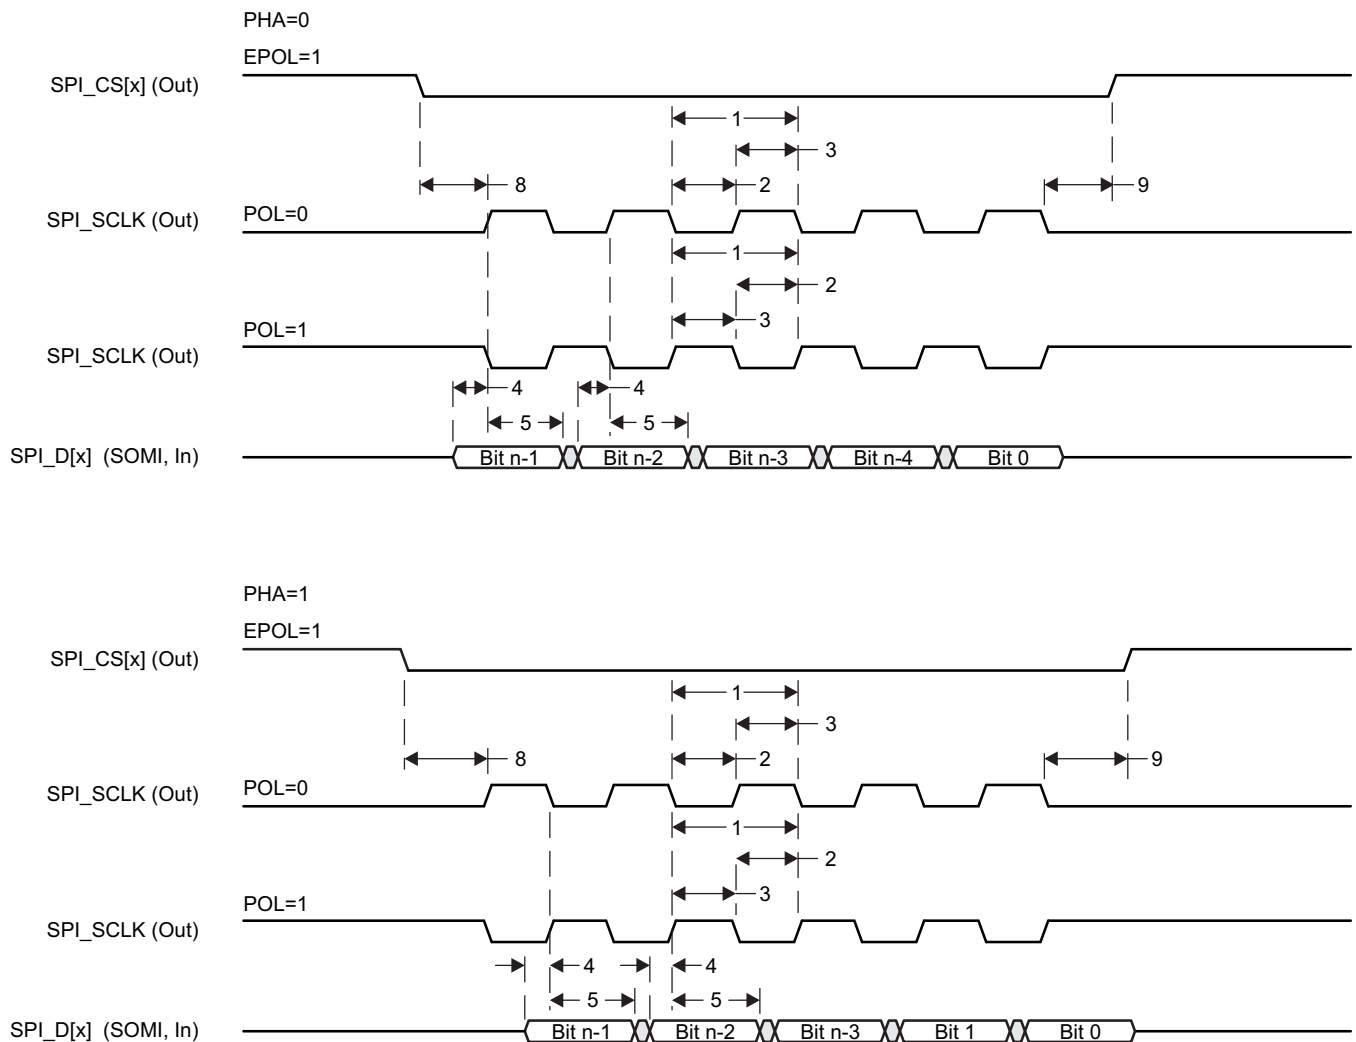 PHA=0
EPOL=1
SPI_CS[x] (Out)
1
3
8 2 9
SPI_SCLK (Out) POL=0
1
2
3
POL=1
SPI_SCLK (Out)
4 4
5 5
SPI_D[x] (SOMI, In) Bit n-1 Bit n-2 Bit n-3 Bit n-4 Bit 0
PHA=1
EPOL=1
SPI_CS[x] (Out)
1
3
8 2 9
SPI_SCLK (Out) POL=0
1
2
3
POL=1
SPI_SCLK (Out)
4 4
5 5
SPI_D[x] (SOMI, In) Bit n-1 Bit n-2 Bit n-3 Bit 1 Bit 0